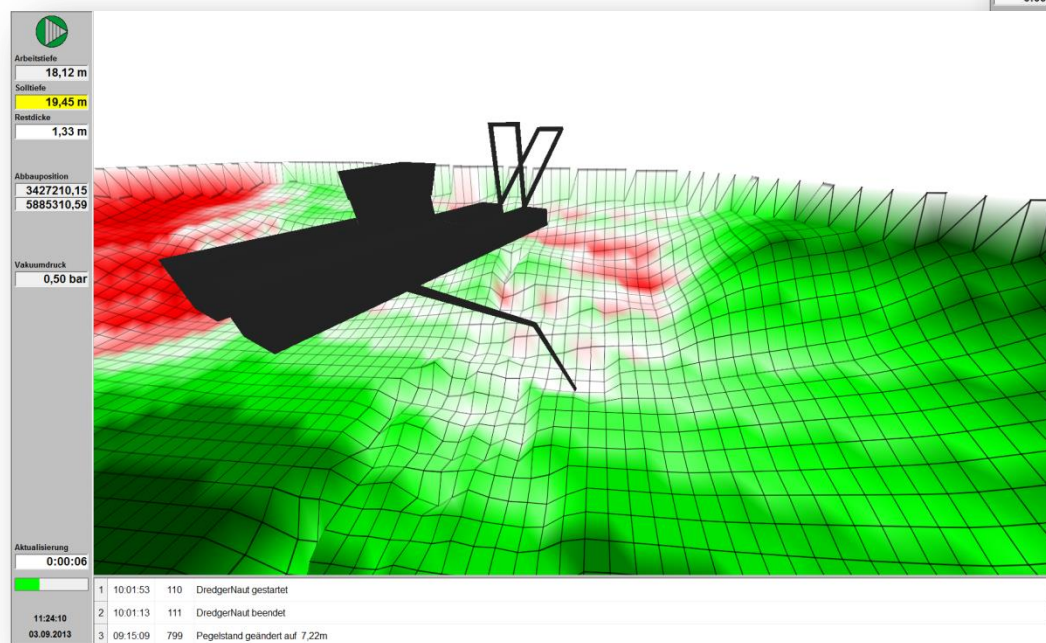 Arbeitstiefe
18,12 m
Solltiefe
19,45 m
Restdicke
1,33 m
Abbauposition
3427210,15
5885310,59
Vakuumdruck
0,50 bar
Aktualisierung
0:00:06
11:24:10
03.09.2013
1 10:01:53 110 DredgerNaut gestartet
2 10:01:13 111 DredgerNaut beendet
3 09:15:09 799 Pegelstand geändert auf 7,22m